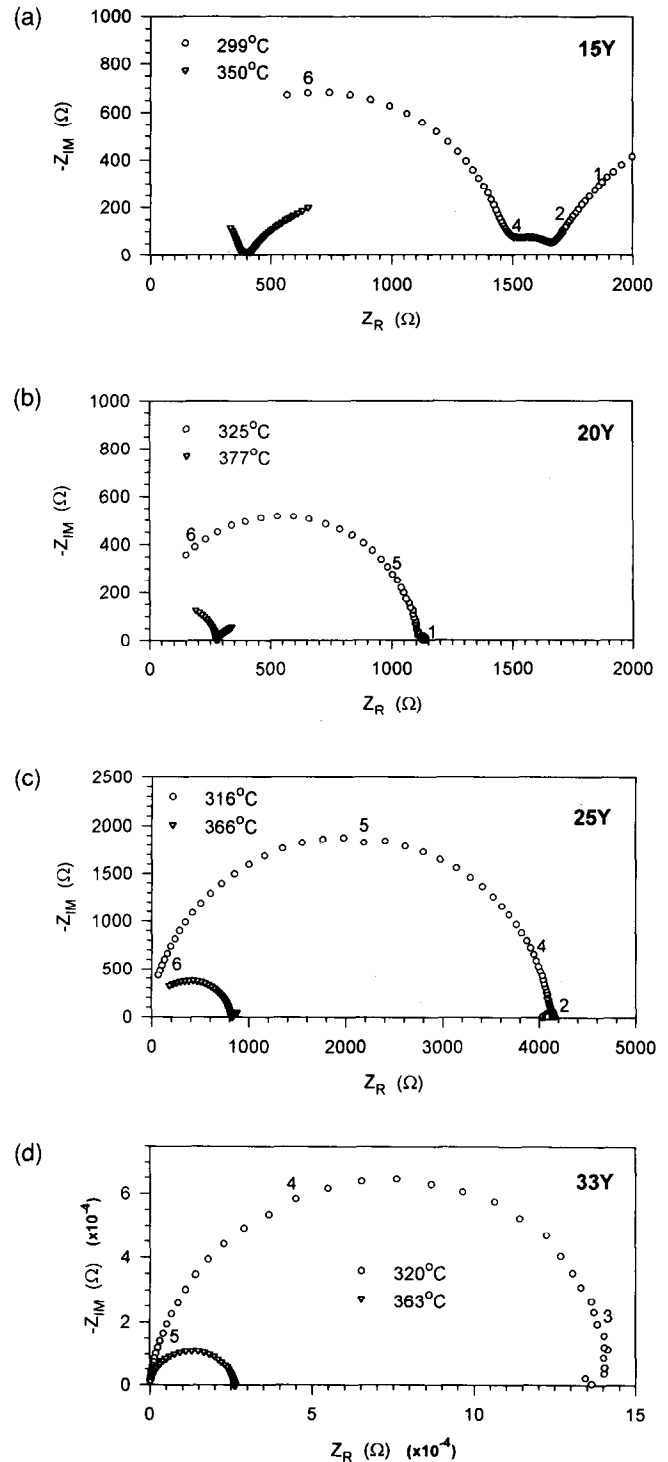 (a)
1000
800
600
400
200
0
-Z_IM (Ω)
299°C
350°C
15Y
6
4
2
1
0 500 1000 1500 2000
Z_R (Ω)
(b)
1000
800
600
400
200
0
-Z_IM (Ω)
325°C
377°C
20Y
6
5
1
0 500 1000 1500 2000
Z_R (Ω)
(c)
2500
2000
1500
1000
500
0
-Z_IM (Ω)
316°C
366°C
25Y
5
6
4
2
0 1000 2000 3000 4000 5000
Z_R (Ω)
(d)
6
4
2
0
-Z_IM (Ω) (x10⁻⁴)
33Y
4
320°C
363°C
5
3
0 5 10 15
Z_R (Ω) (x10⁻⁴)